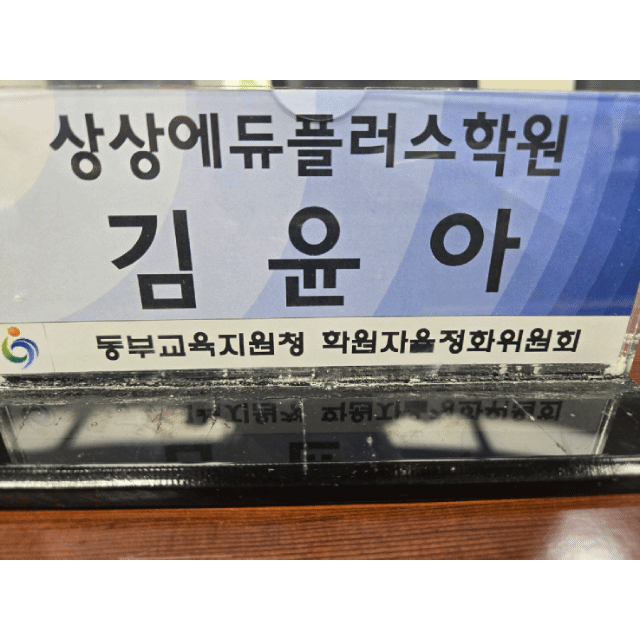 상상에듀플러스학원
김 윤 아
동부교육지원청 학원자율정화위원회